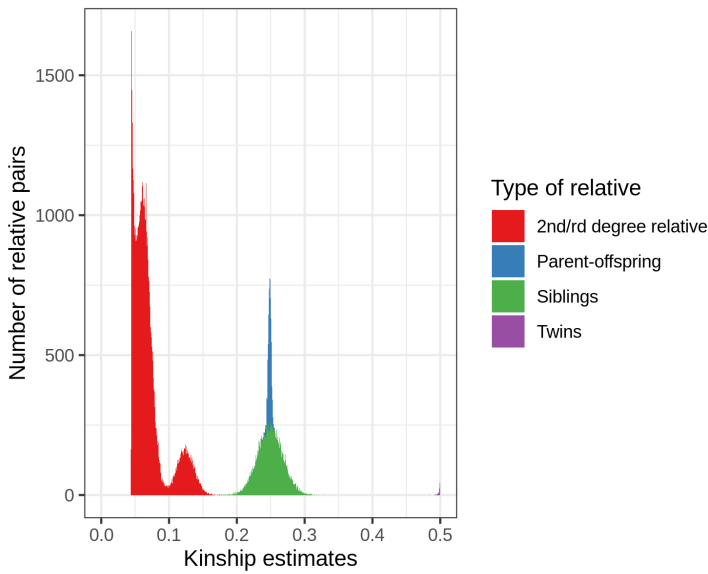 Number of relative pairs
1500
1000
500
0
0.0 0.1 0.2 0.3 0.4 0.5
Kinship estimates
Type of relative
2nd/rd degree relative
Parent-offspring
Siblings
Twins